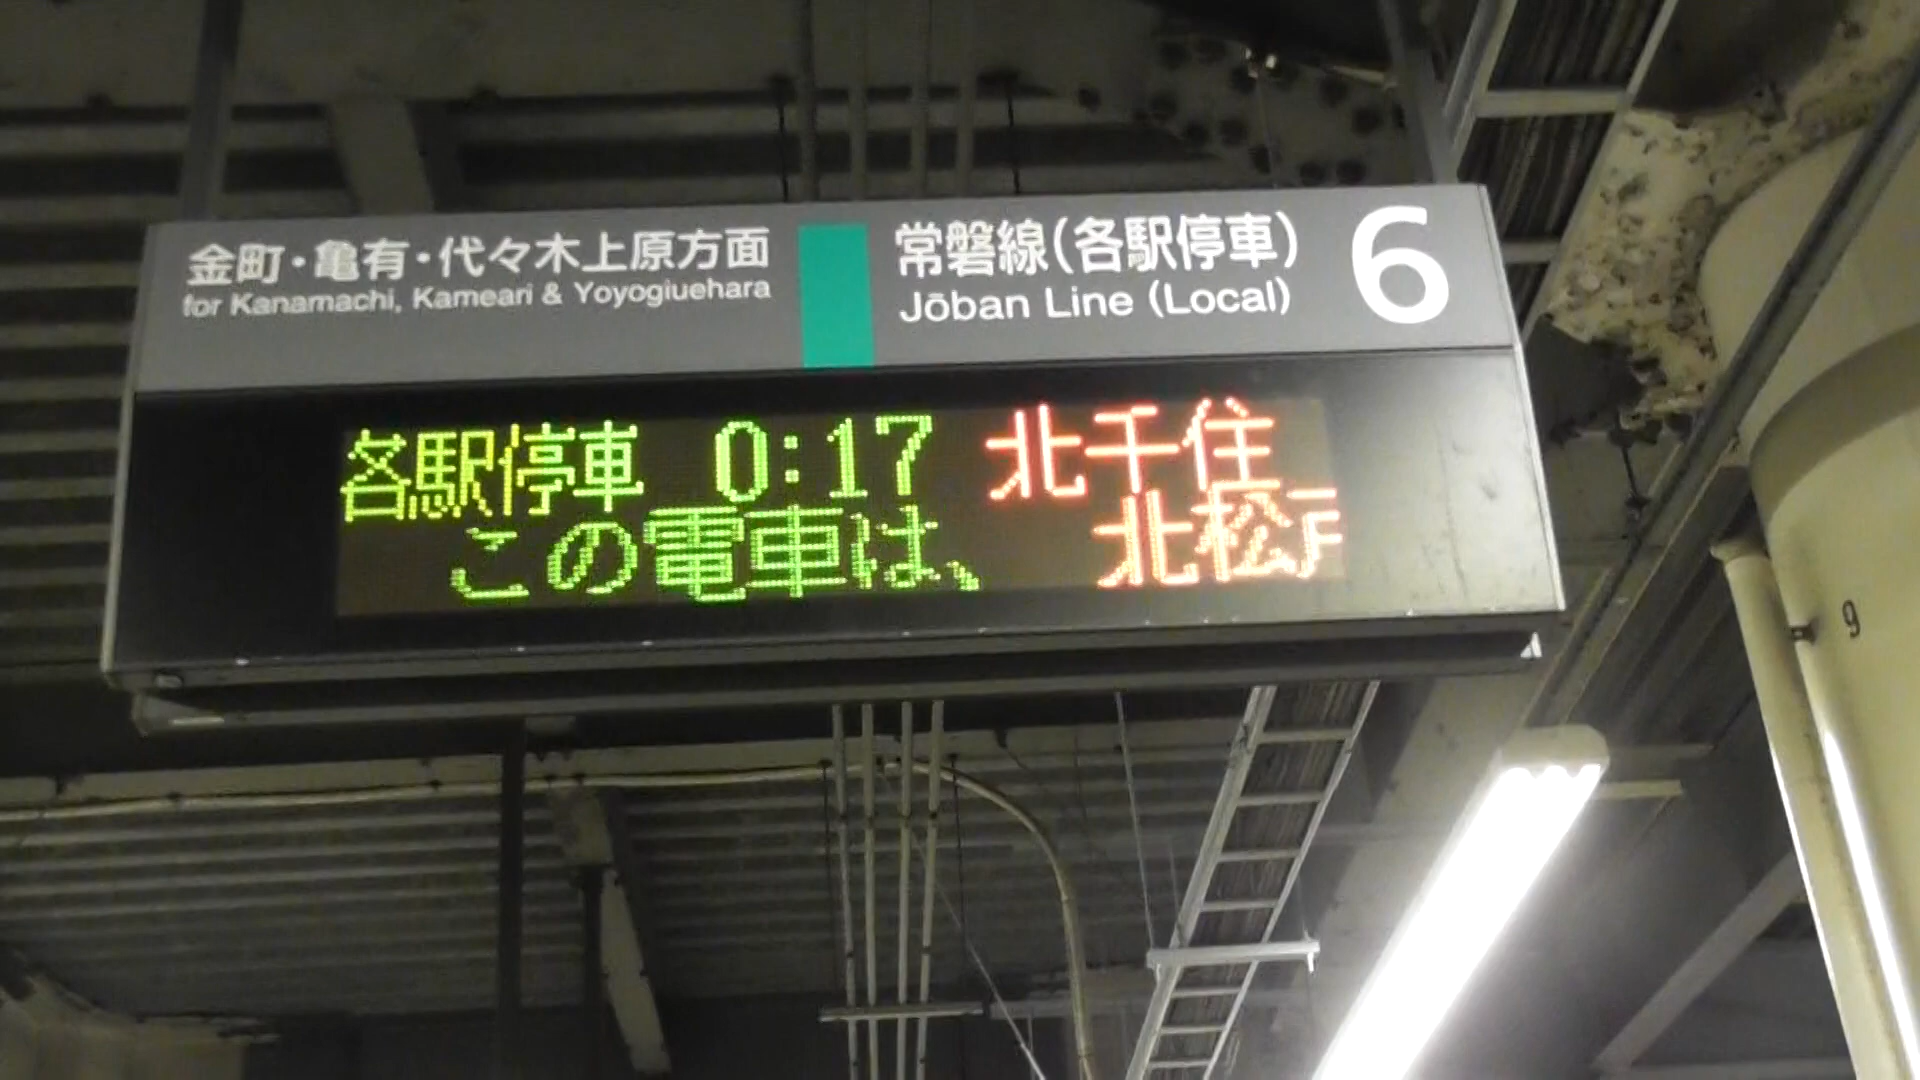 金町・亀有・代々木上原方面
for Kanamachi, Kameari & Yoyogiuehara
常磐線(各駅停車)
Jōban Line (Local)
6
各駅停車 0:17 北千住
この電車は、 北松戸
9